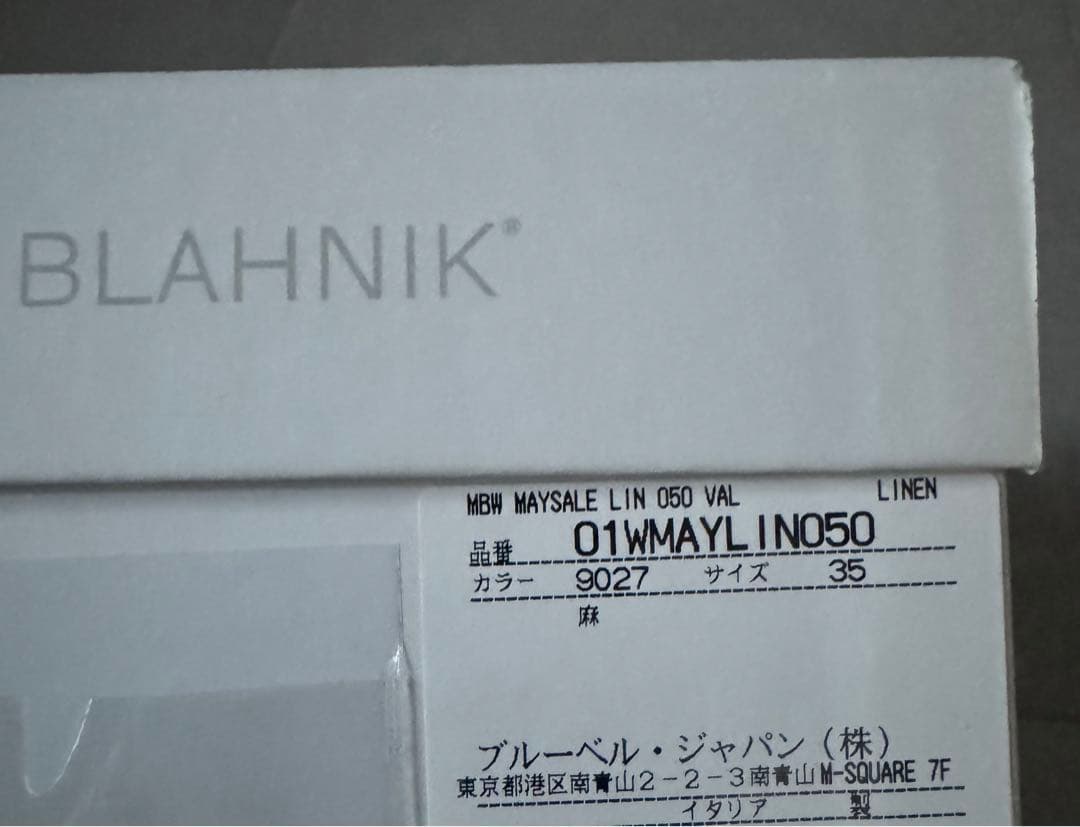 BLAHNIK®
MBW MAYSALE LIN 050 VAL LINEN
品番 01WMAYLIN050
カラー 9027 サイズ 35
麻
ブルーベル・ジャパン(株)
東京都港区南青山2-2-3南青山M-SQUARE 7F
イタリア 製